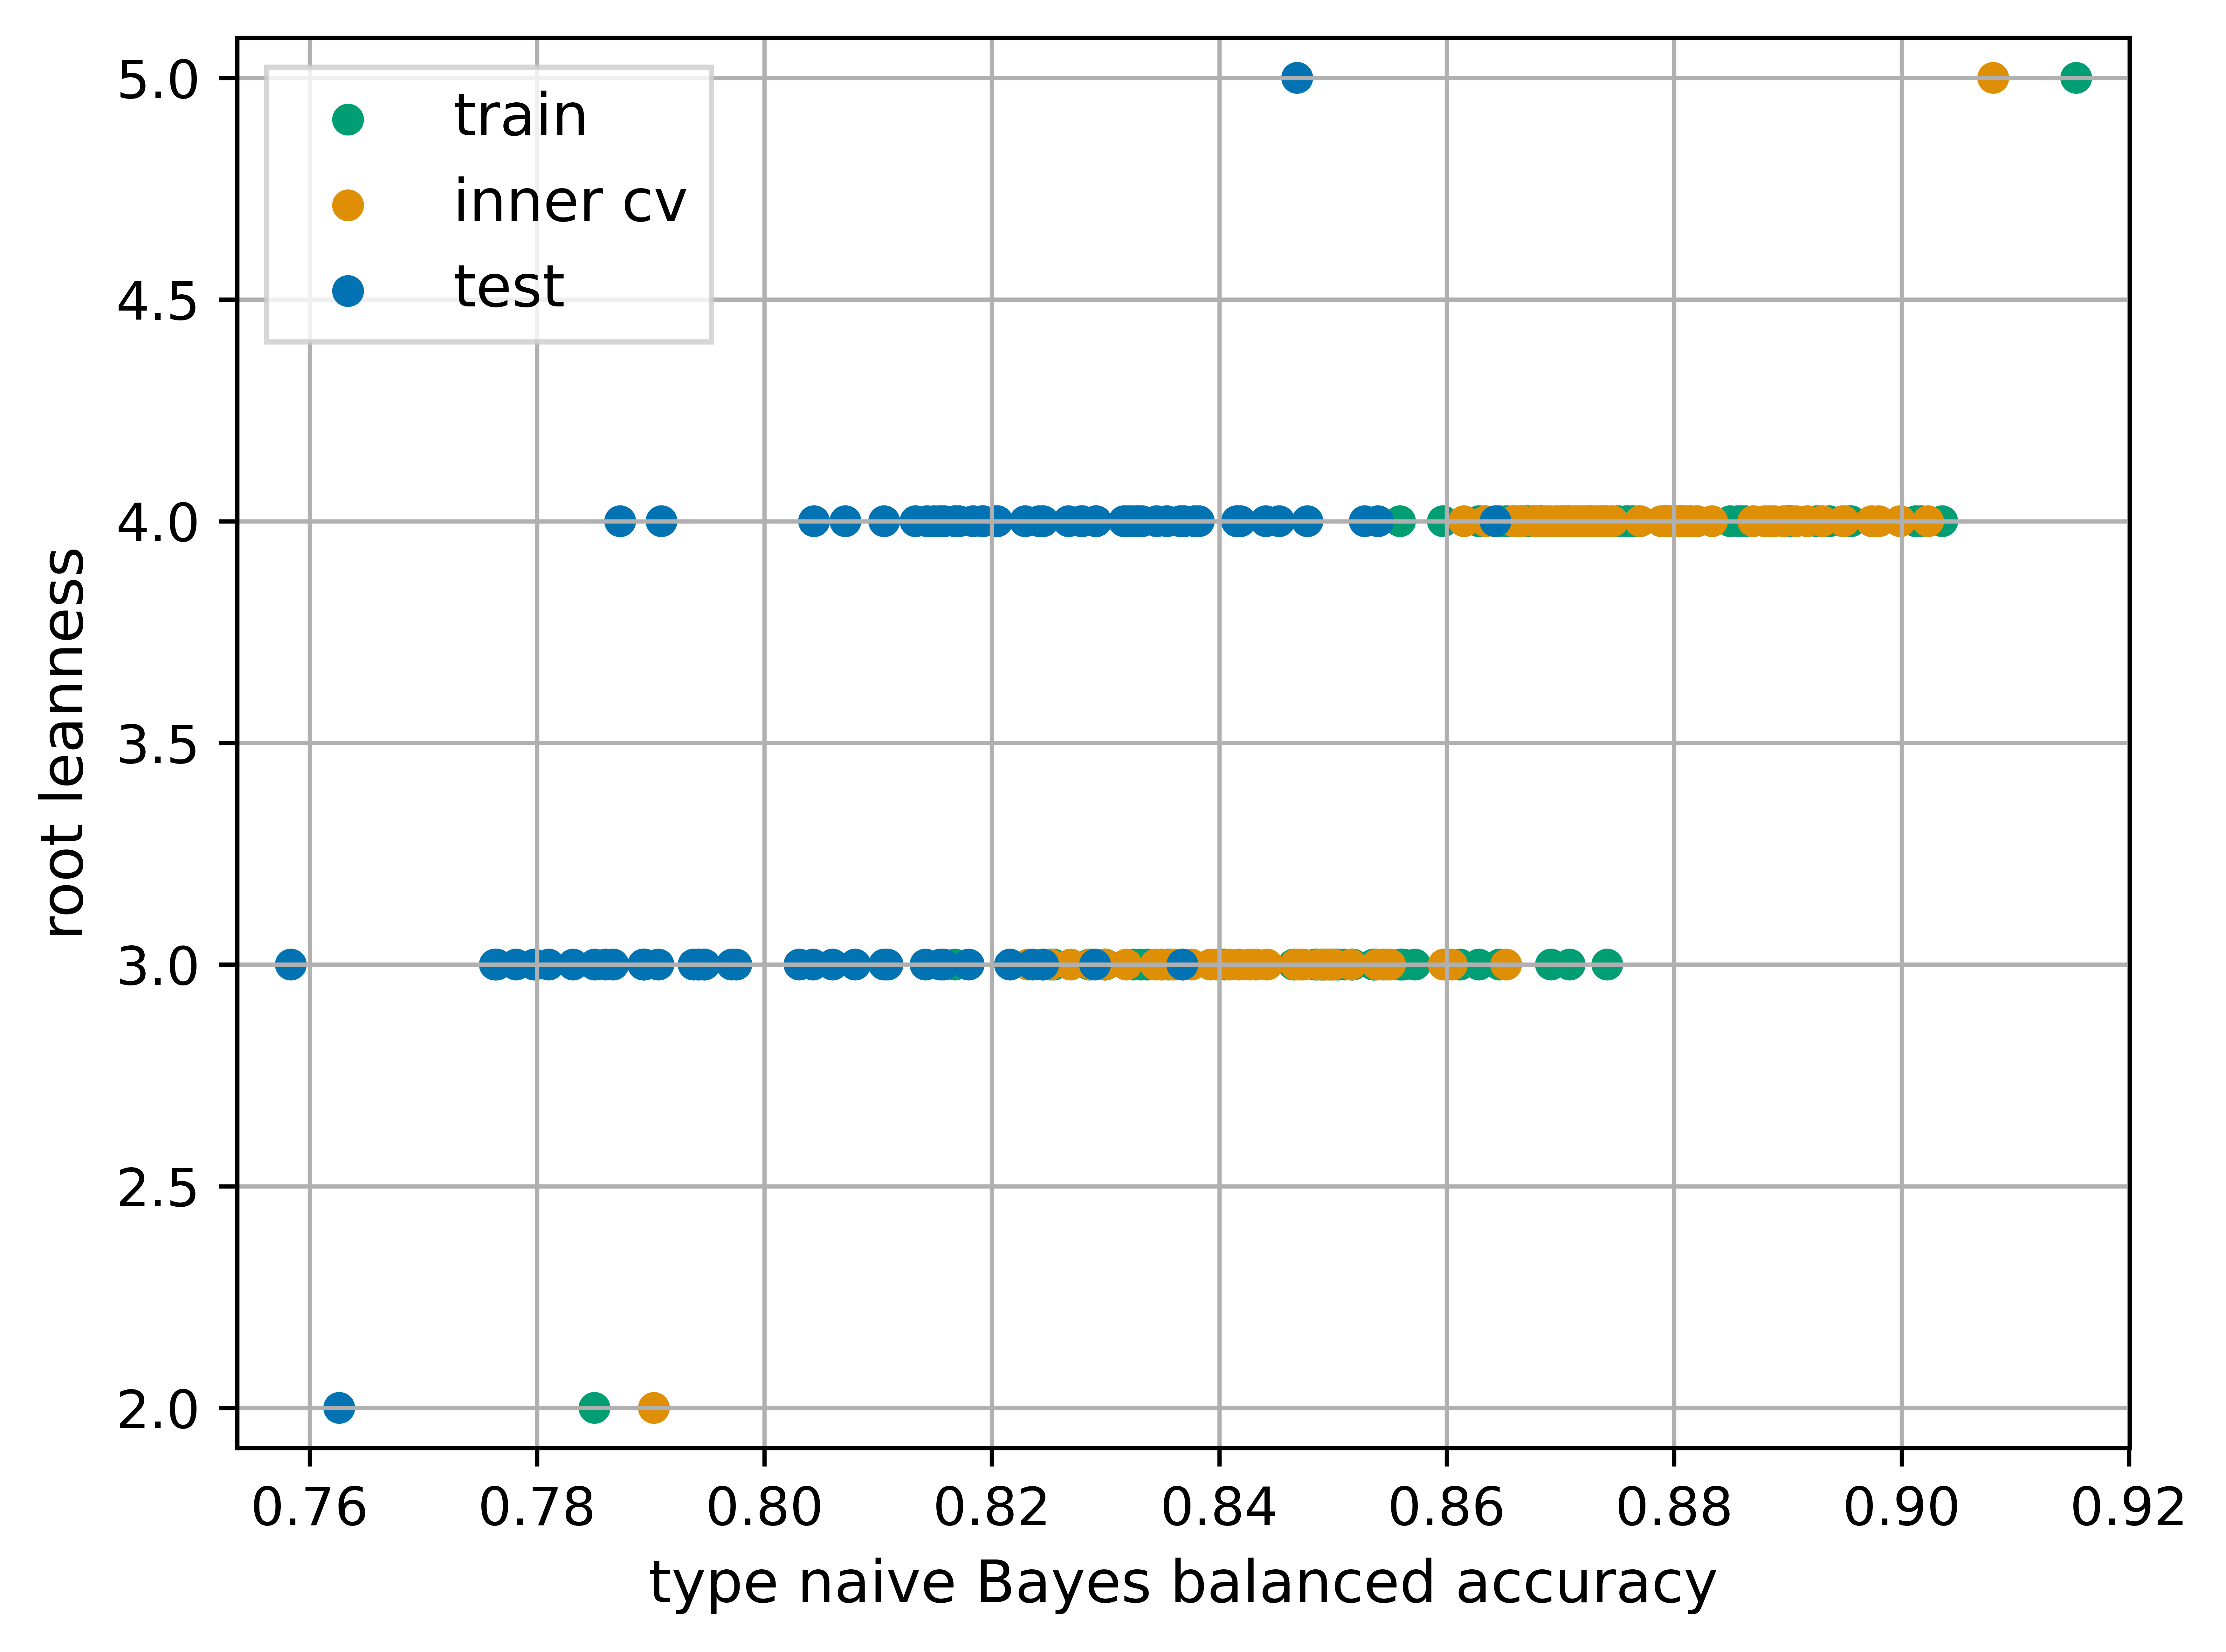 train
inner cv
test
5.0
4.5
4.0
3.5
3.0
2.5
2.0
root leanness
0.76 0.78 0.80 0.82 0.84 0.86 0.88 0.90 0.92
type naive Bayes balanced accuracy